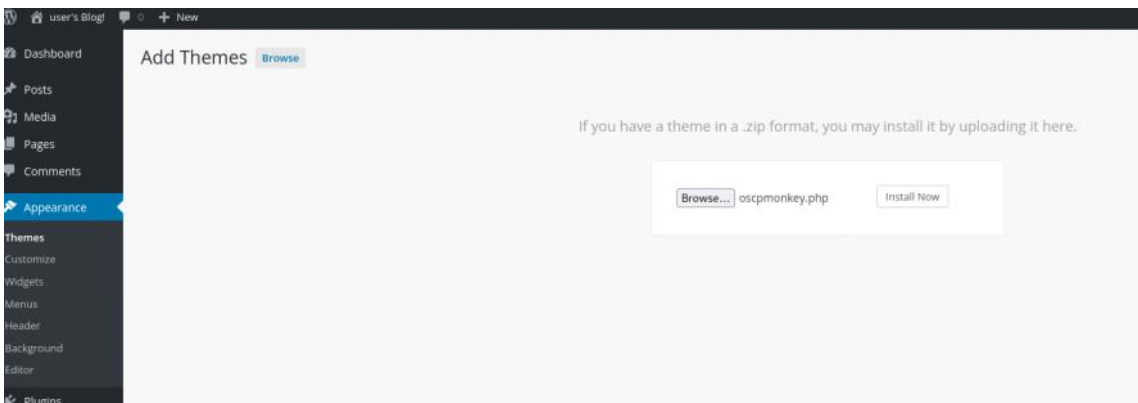 user's Blog! 0 + New
Dashboard
Posts
Media
Pages
Comments
Appearance
Themes
Customize
Widgets
Menus
Header
Background
Editor
Plugins
Add Themes Browse
If you have a theme in a .zip format, you may install it by uploading it here.
Browse... oscpmonkey.php Install Now